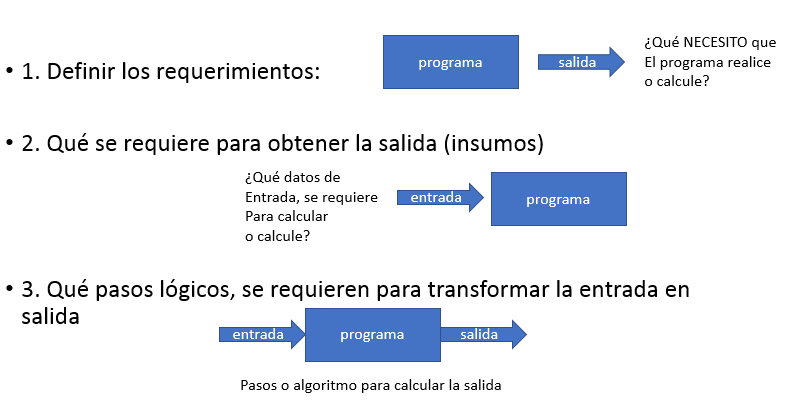 • 1. Definir los requerimientos:
programa
salida
¿Qué NECESITO que
El programa realice
o calcule?
• 2. Qué se requiere para obtener la salida (insumos)
¿Qué datos de
Entrada, se requiere
Para calcular
o calcule?
entrada
programa
• 3. Qué pasos lógicos, se requieren para transformar la entrada en
salida
entrada
programa
salida
Pasos o algoritmo para calcular la salida